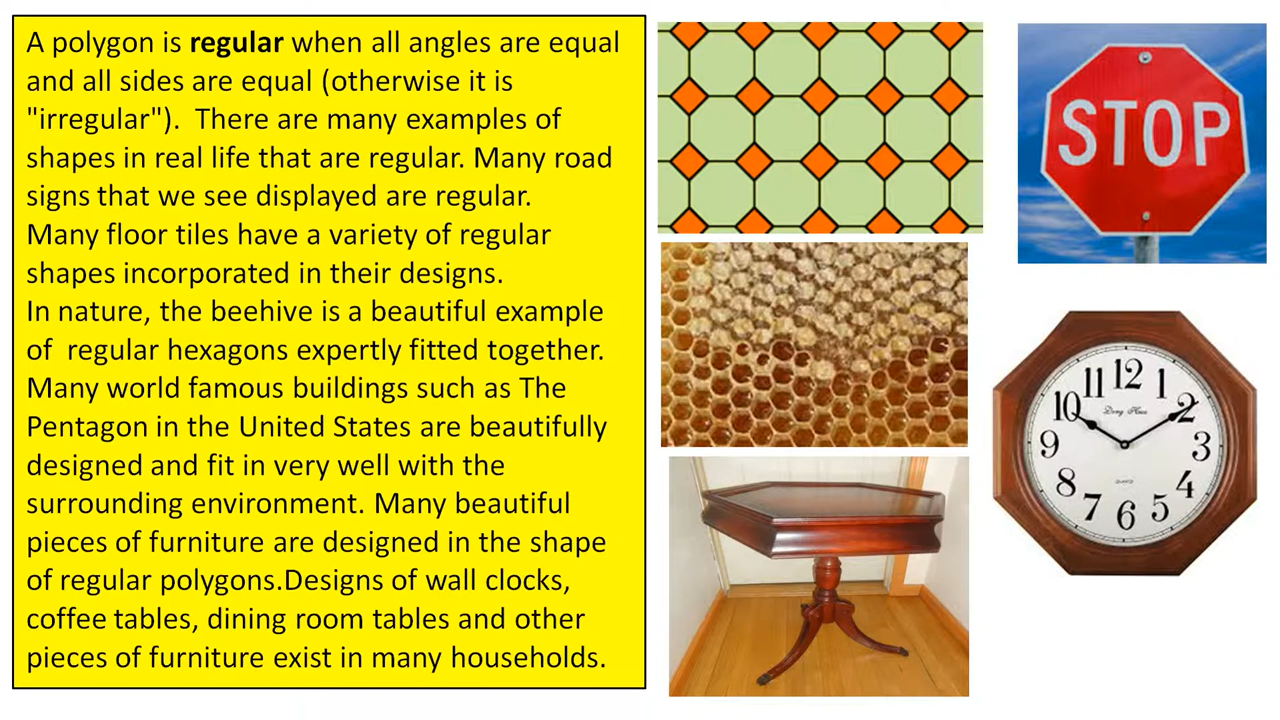 A polygon is regular when all angles are equal
and all sides are equal (otherwise it is
"irregular").  There are many examples of
shapes in real life that are regular. Many road
signs that we see displayed are regular.
Many floor tiles have a variety of regular
shapes incorporated in their designs.
In nature, the beehive is a beautiful example
of  regular hexagons expertly fitted together.
Many world famous buildings such as The
Pentagon in the United States are beautifully
designed and fit in very well with the
surrounding environment. Many beautiful
pieces of furniture are designed in the shape
of regular polygons.Designs of wall clocks,
coffee tables, dining room tables and other
pieces of furniture exist in many households.
STOP
12
11 1
10 2
9 3
8 4
7 5
6